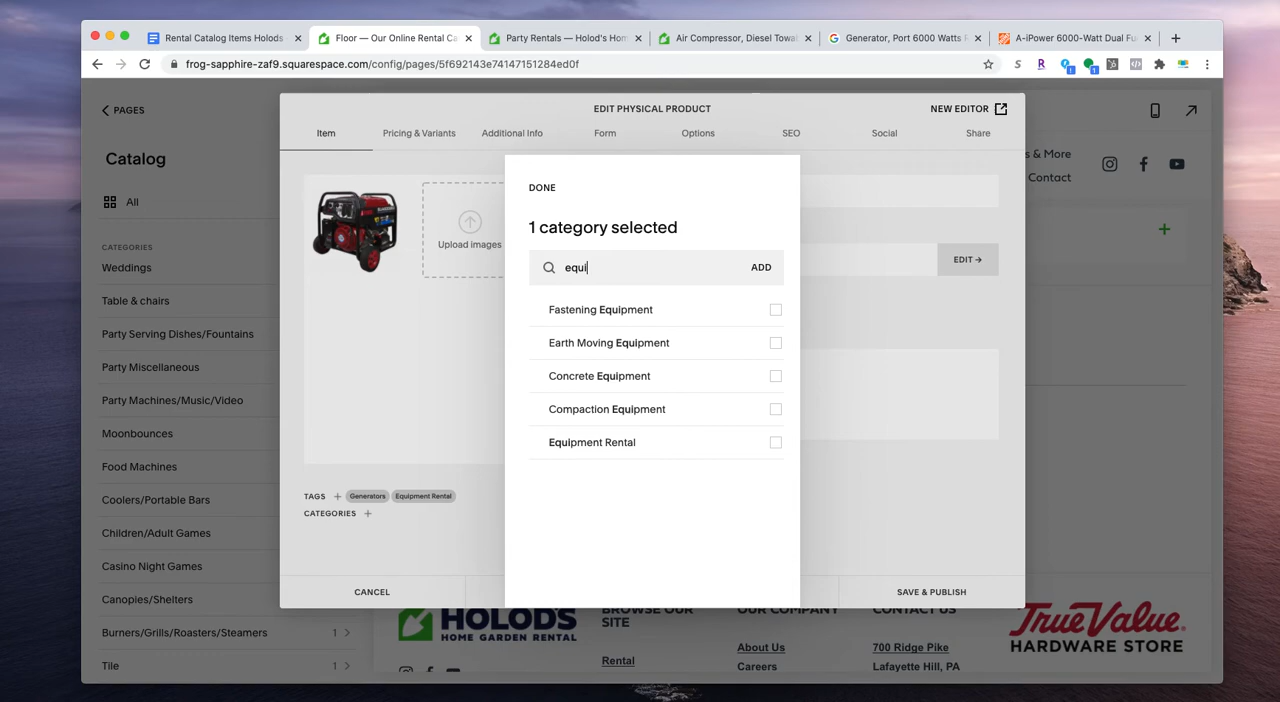 Rental Catalog Items Holods
Floor — Our Online Rental Ca
Party Rentals — Holod's Hom
Air Compressor, Diesel Towa
Generator, Port 6000 Watts R
A-iPower 6000-Watt Dual Fu
frog-sapphire-zaf9.squarespace.com/config/pages/5f692143e74147151284ed0f
PAGES
Catalog
All
CATEGORIES
Weddings
Table & chairs
Party Serving Dishes/Fountains
Party Miscellaneous
Party Machines/Music/Video
Moonbounces
Food Machines
Coolers/Portable Bars
Children/Adult Games
Casino Night Games
Canopies/Shelters
Burners/Grills/Roasters/Steamers 1
Tile 1
EDIT PHYSICAL PRODUCT
NEW EDITOR
Item
Pricing & Variants
Additional Info
Form
Options
SEO
Social
Share
Upload images
EDIT →
TAGS + Generators Equipment Rental
CATEGORIES +
CANCEL
SAVE & PUBLISH
DONE
1 category selected
equi
ADD
Fastening Equipment
Earth Moving Equipment
Concrete Equipment
Compaction Equipment
Equipment Rental
s & More
Contact
HOLOD'S
HOME GARDEN RENTAL
BROWSE OUR
SITE
Rental
OUR COMPANY
About Us
Careers
CONTACT US
700 Ridge Pike
Lafayette Hill, PA
True Value
HARDWARE STORE